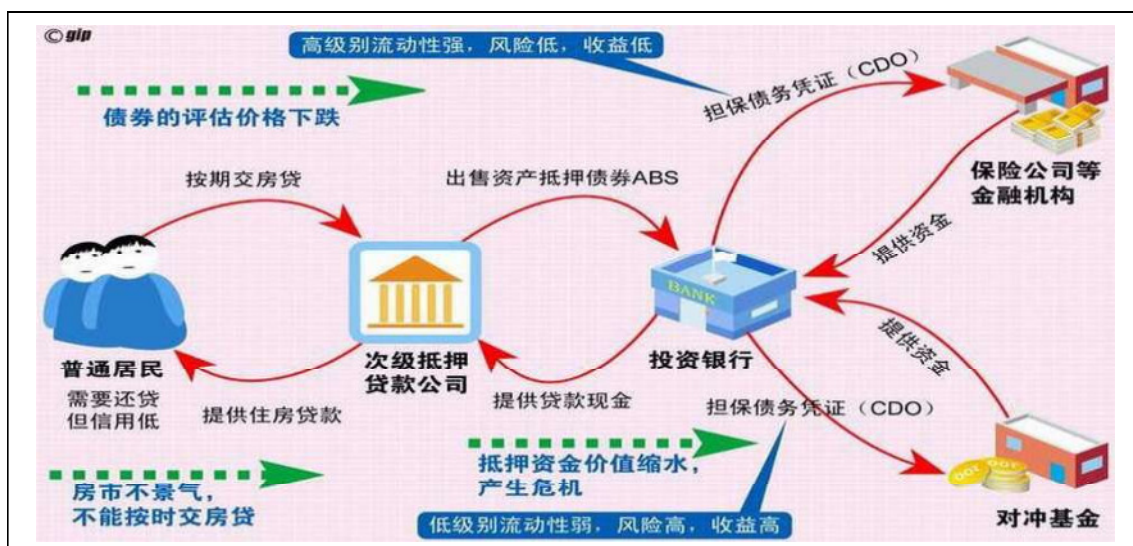 © gip
高级别流动性强，风险低，收益低
债券的评估价格下跌
担保债务凭证（CDO）
保险公司等
金融机构
按期交房贷
出售资产抵押债券ABS
提供资金
BANK
普通居民
需要还贷
但信用低
次级抵押
贷款公司
投资银行
提供资金
提供住房贷款
提供贷款现金
担保债务凭证（CDO）
房市不景气，
不能按时交房贷
抵押资金价值缩水，
产生危机
低级别流动性弱，风险高，收益高
100
100
对冲基金